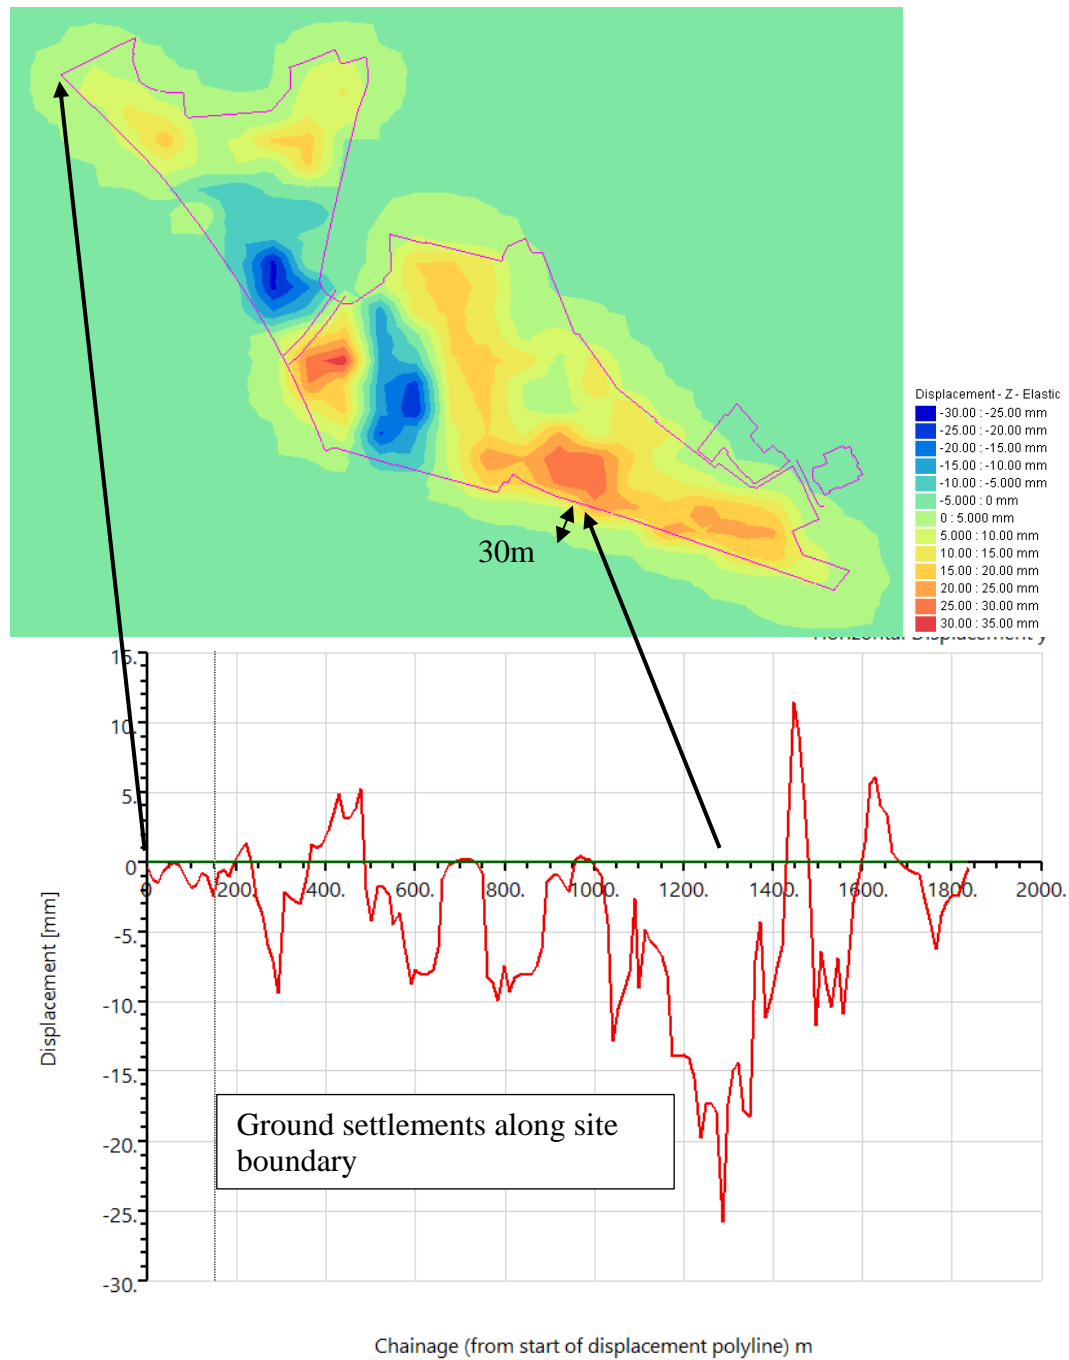 Displacement - Z - Elastic
-30.00 : -25.00 mm
-25.00 : -20.00 mm
-20.00 : -15.00 mm
-15.00 : -10.00 mm
-10.00 : -5.000 mm
-5.000 : 0 mm
0 : 5.000 mm
5.000 : 10.00 mm
10.00 : 15.00 mm
15.00 : 20.00 mm
20.00 : 25.00 mm
25.00 : 30.00 mm
30.00 : 35.00 mm
30m
Horizontal Displacement y
15.
10.
5.
0
-5.
-10.
-15.
-20.
-25.
-30.
Displacement [mm]
0 200. 400. 600. 800. 1000. 1200. 1400. 1600. 1800. 2000.
Ground settlements along site
boundary
Chainage (from start of displacement polyline) m